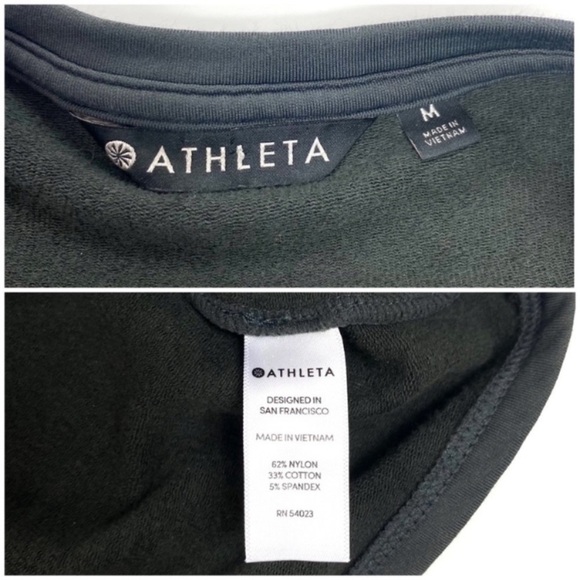 ATHLETA
M
MADE IN
VIETNAM
ATHLETA
DESIGNED IN
SAN FRANCISCO
MADE IN VIETNAM
62% NYLON
33% COTTON
5% SPANDEX
RN 54023